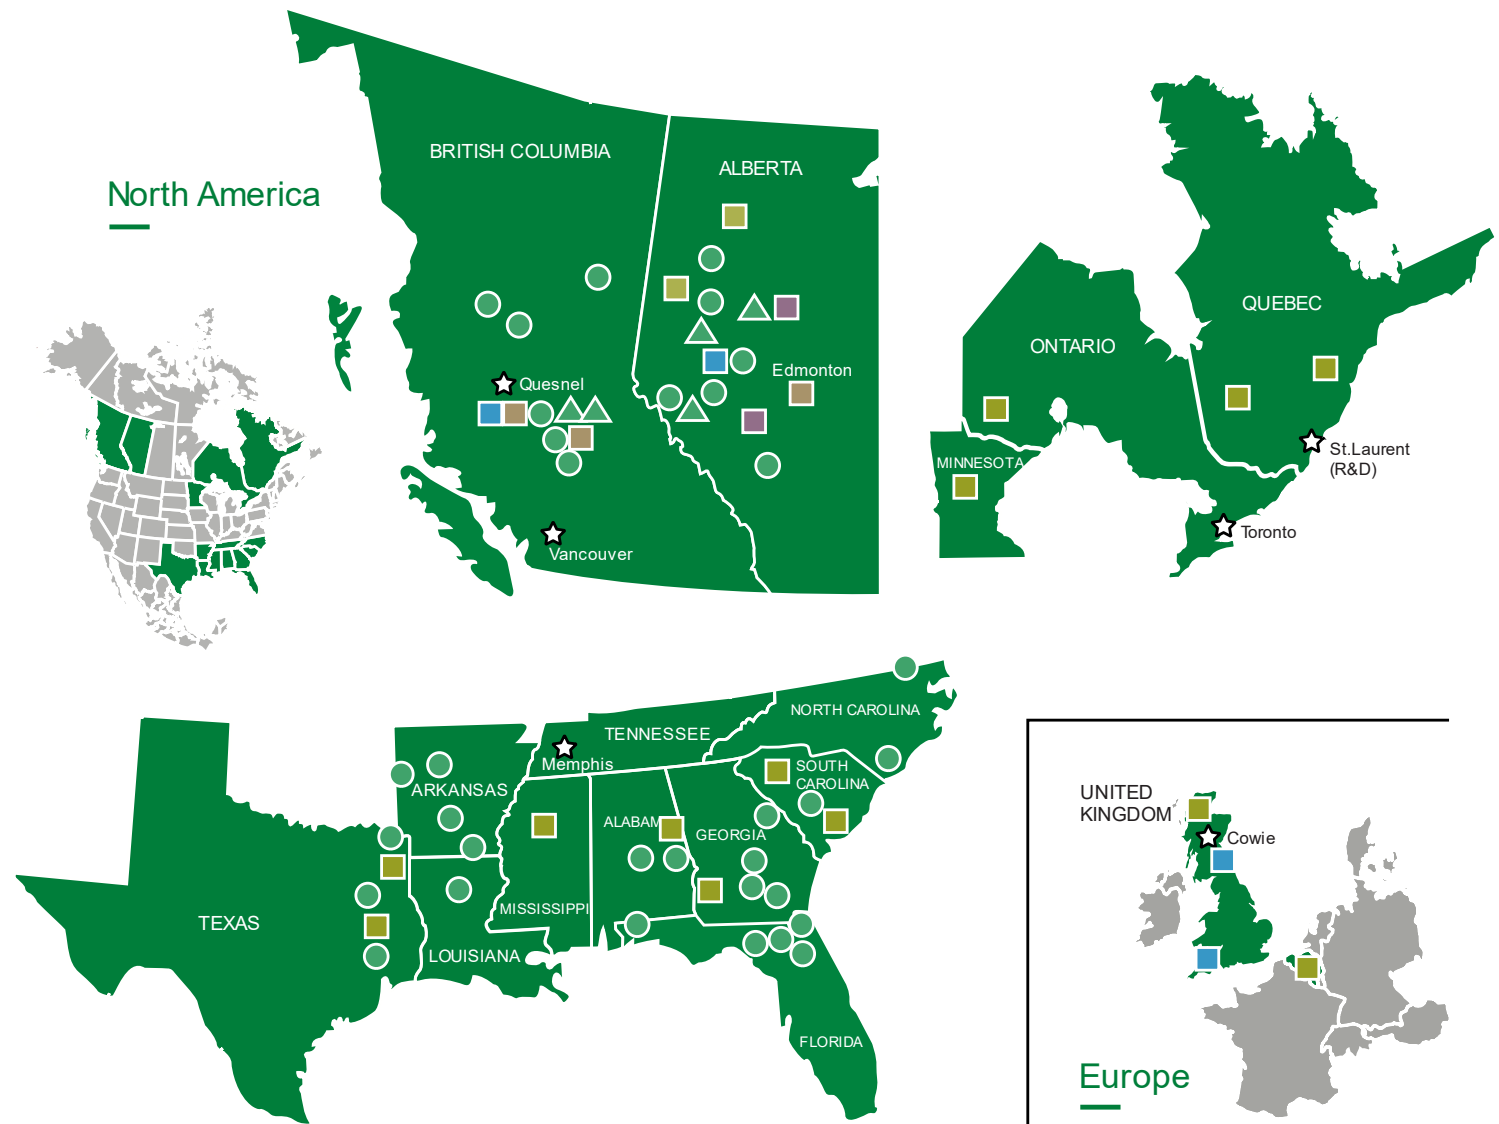 North America
BRITISH COLUMBIA
ALBERTA
Quesnel
Edmonton
Vancouver
QUEBEC
ONTARIO
MINNESOTA
St.Laurent
(R&D)
Toronto
NORTH CAROLINA
TENNESSEE
Memphis
SOUTH
CAROLINA
ARKANSAS
ALABAM
GEORGIA
MISSISSIPPI
TEXAS
LOUISIANA
FLORIDA
UNITED
KINGDOM
Cowie
Europe